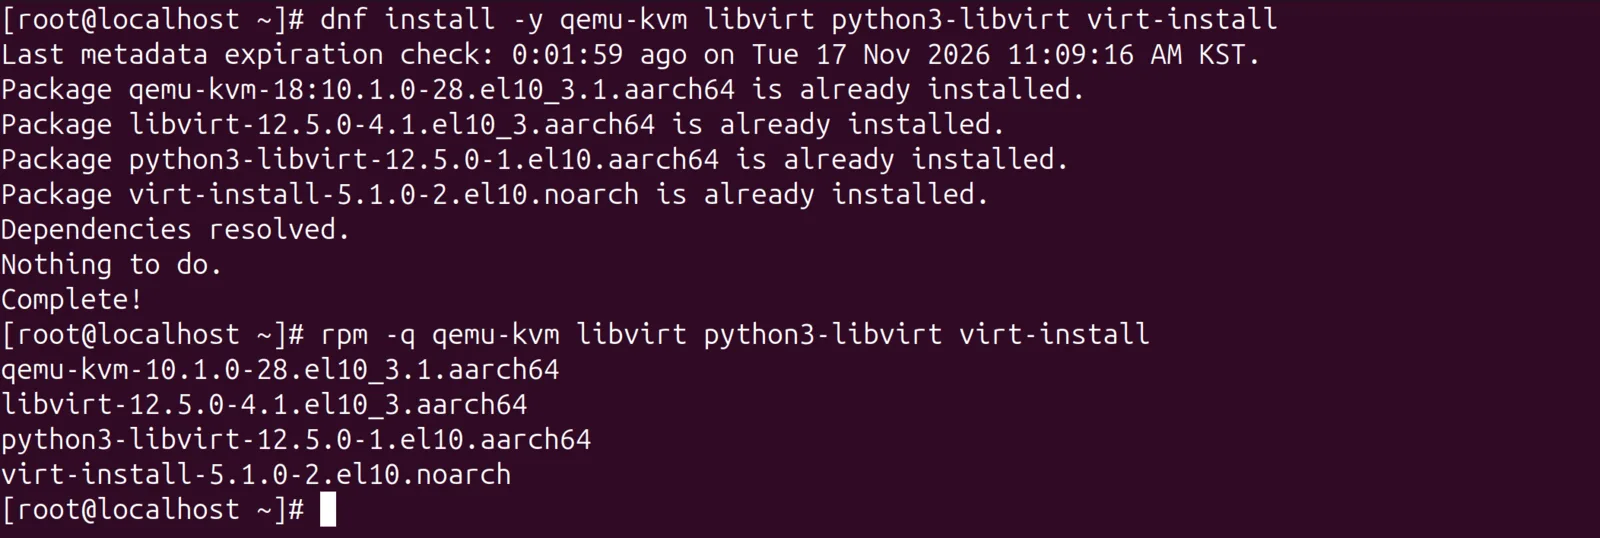 [root@localhost ~]# dnf install -y qemu-kvm libvirt python3-libvirt virt-install
Last metadata expiration check: 0:01:59 ago on Tue 17 Nov 2026 11:09:16 AM KST.
Package qemu-kvm-18:10.1.0-28.el10_3.1.aarch64 is already installed.
Package libvirt-12.5.0-4.1.el10_3.aarch64 is already installed.
Package python3-libvirt-12.5.0-1.el10.aarch64 is already installed.
Package virt-install-5.1.0-2.el10.noarch is already installed.
Dependencies resolved.
Nothing to do.
Complete!
[root@localhost ~]# rpm -q qemu-kvm libvirt python3-libvirt virt-install
qemu-kvm-10.1.0-28.el10_3.1.aarch64
libvirt-12.5.0-4.1.el10_3.aarch64
python3-libvirt-12.5.0-1.el10.aarch64
virt-install-5.1.0-2.el10.noarch
[root@localhost ~]#